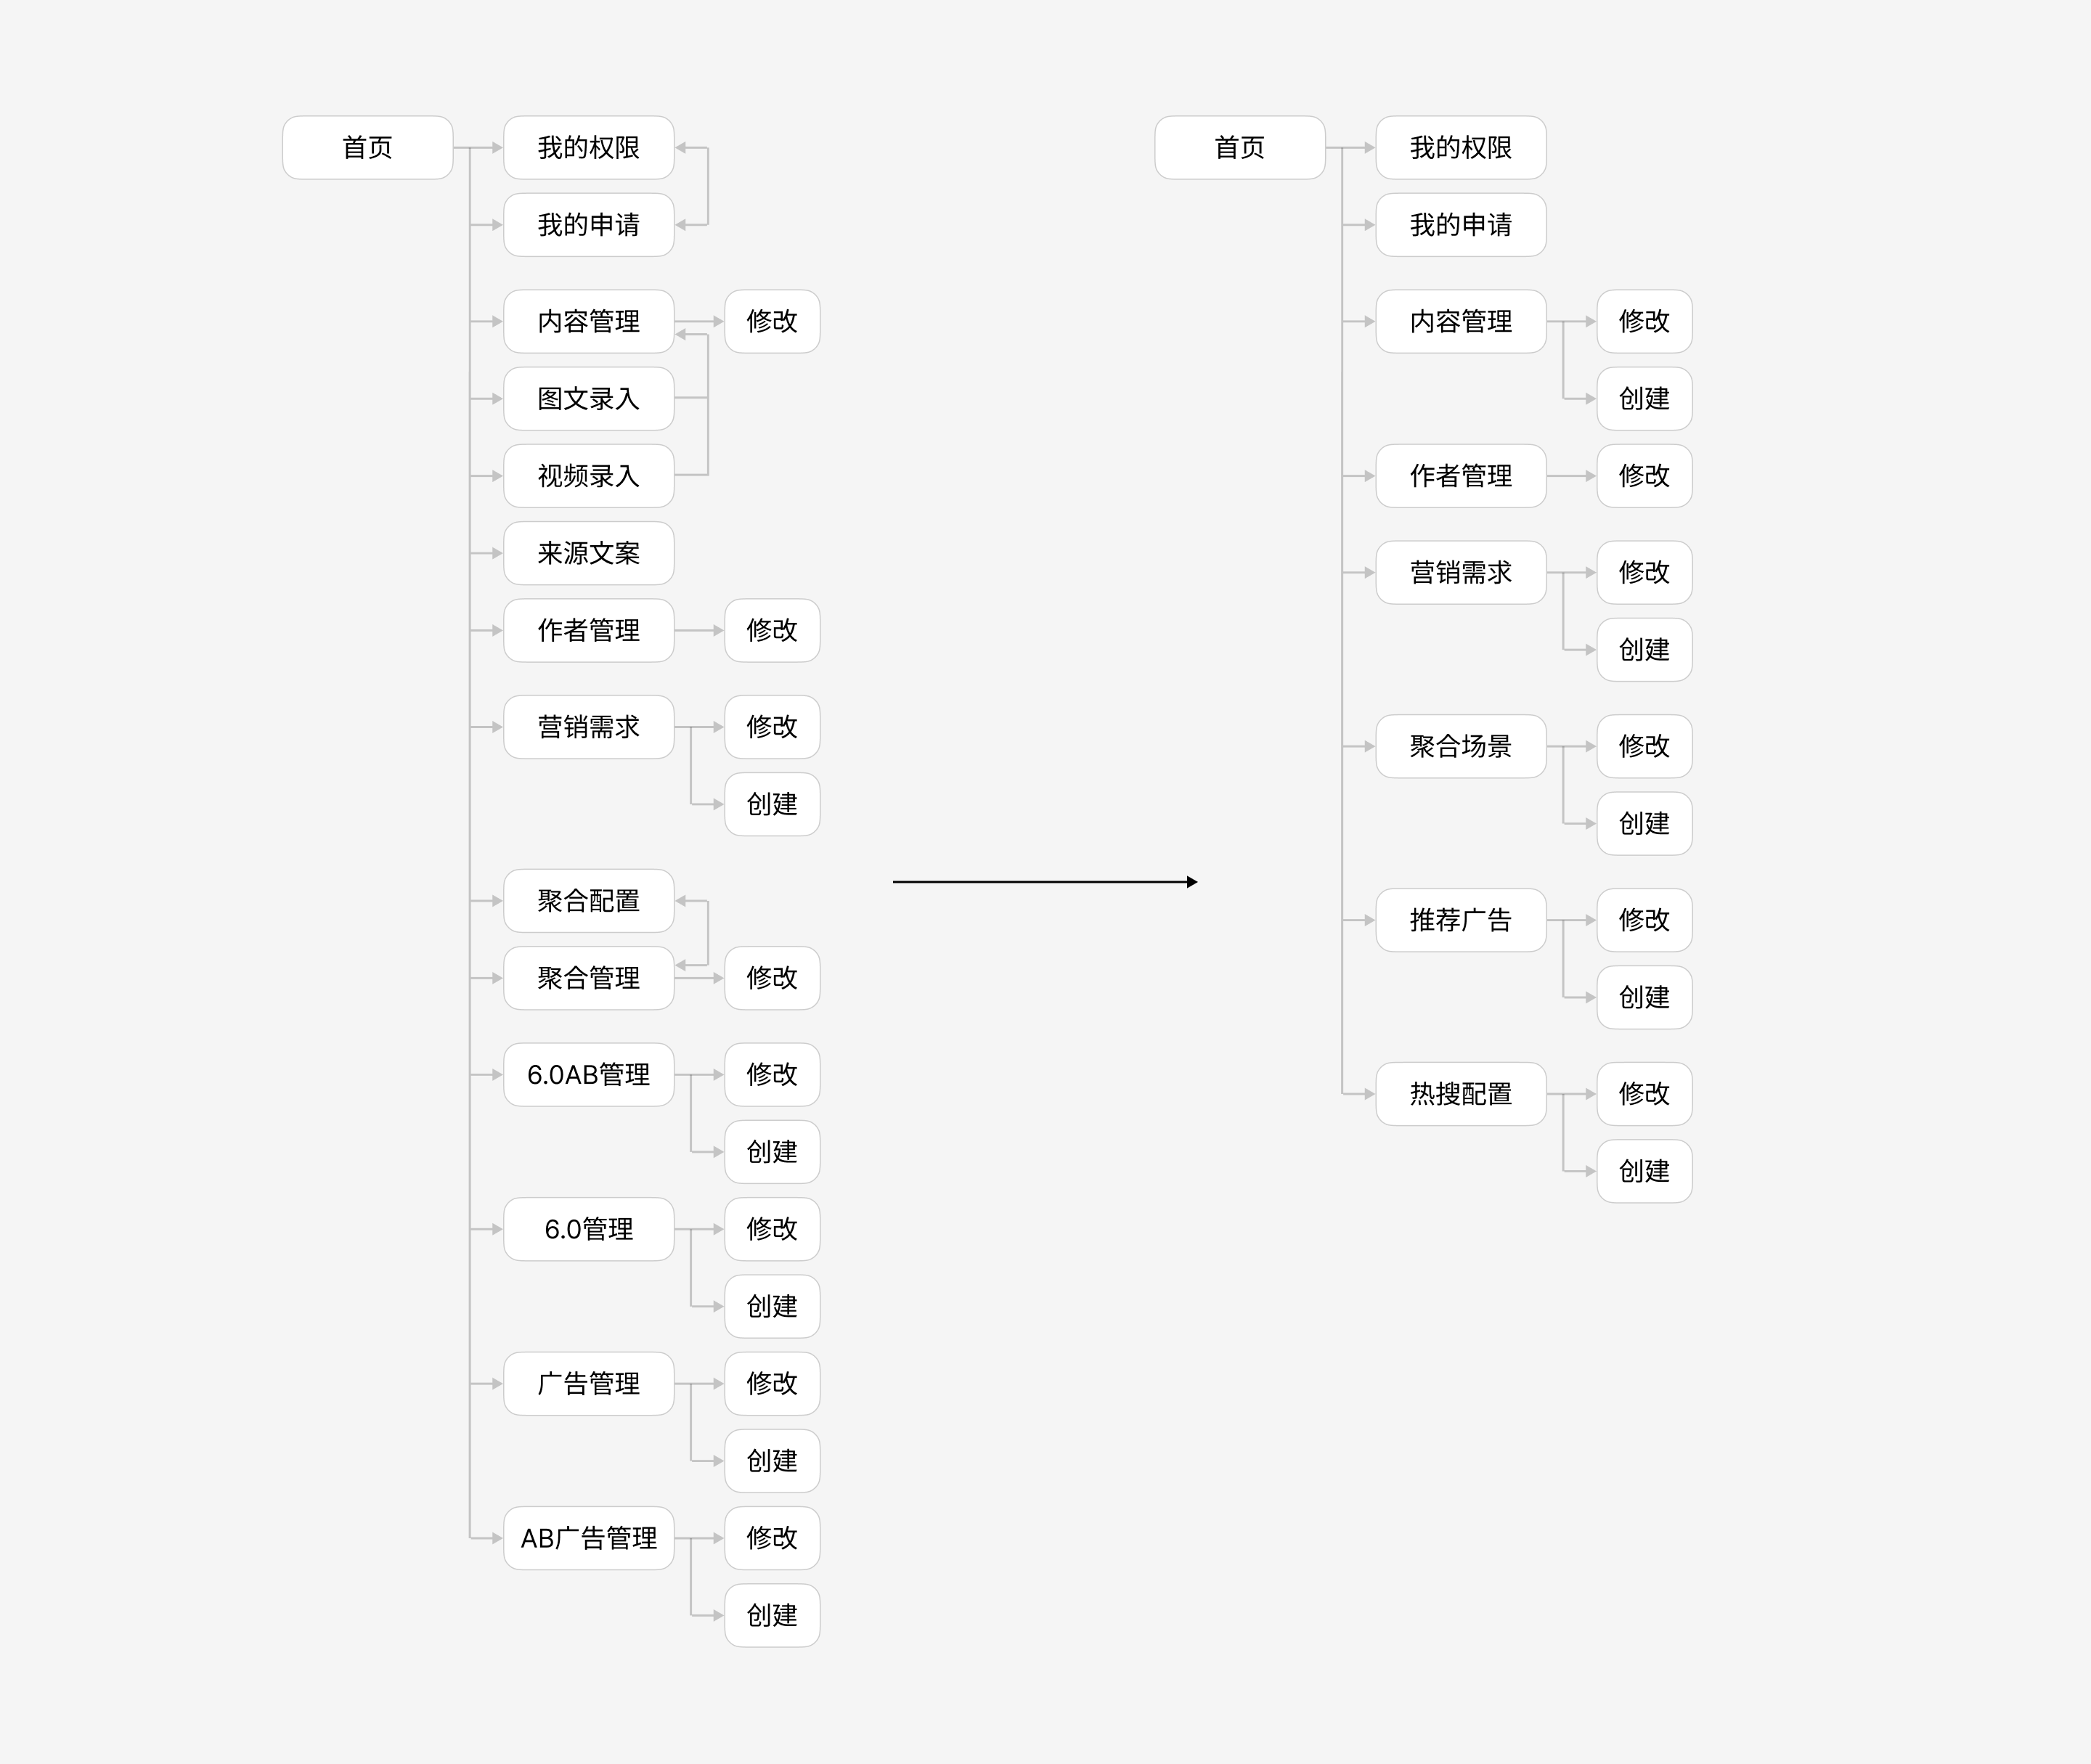 首页
我的权限
我的申请
内容管理
修改
图文录入
视频录入
来源文案
作者管理
修改
营销需求
修改
创建
聚合配置
聚合管理
修改
6.0AB管理
修改
创建
6.0管理
修改
创建
广告管理
修改
创建
AB广告管理
修改
创建
首页
我的权限
我的申请
内容管理
修改
创建
作者管理
修改
营销需求
修改
创建
聚合场景
修改
创建
推荐广告
修改
创建
热搜配置
修改
创建